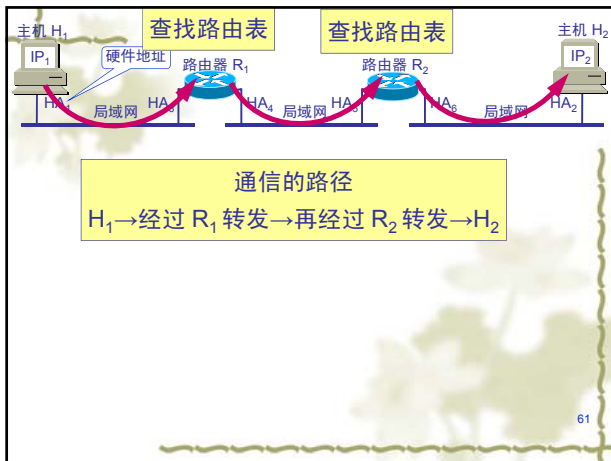 主机 H₁
查找路由表
查找路由表
主机 H₂
IP₁
硬件地址
路由器 R₁
路由器 R₂
IP₂
HA₁
局域网
HA₃
HA₄
局域网
HA₅
HA₆
局域网
HA₂
通信的路径
H₁→经过 R₁ 转发→再经过 R₂ 转发→H₂
61